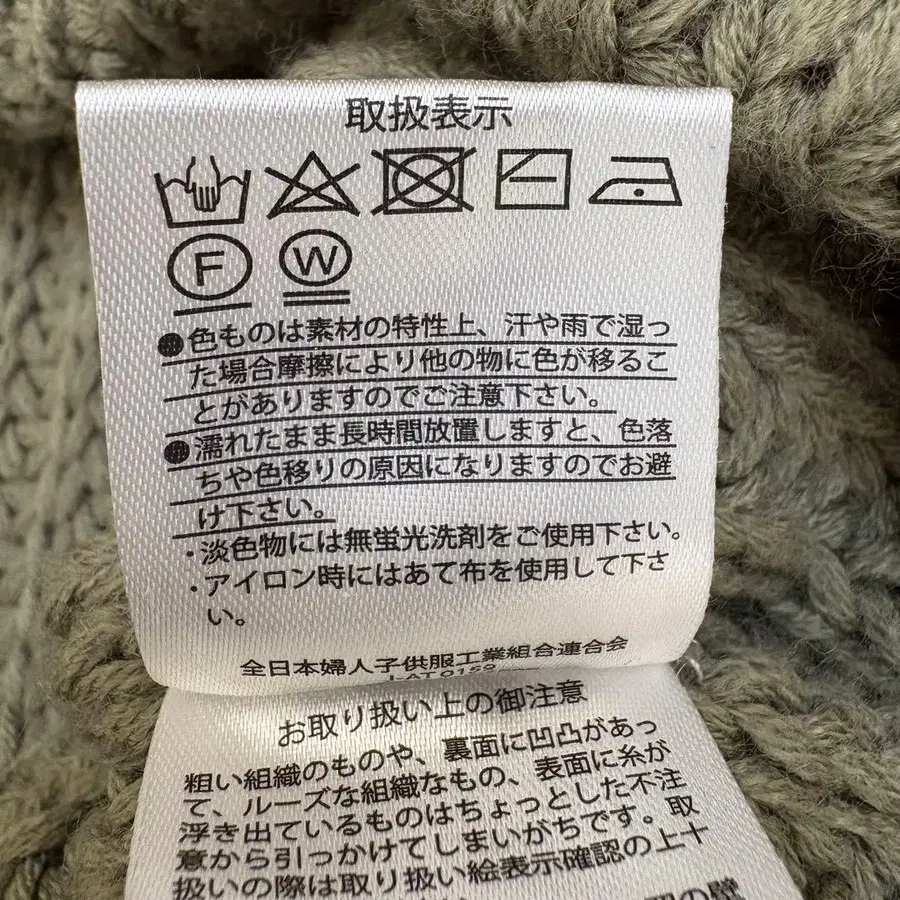 取扱表示
F W
●色ものは素材の特性上、汗や雨で湿っ
た場合摩擦により他の物に色が移るこ
とがありますのでご注意下さい。
●濡れたまま長時間放置しますと、色落
ちや色移りの原因になりますのでお避
け下さい。
・淡色物には無蛍光洗剤をご使用下さい。
・アイロン時にはあて布を使用して下さ
い。
全日本婦人子供服工業組合連合会
J-AT0159
お取り扱い上の御注意
粗い組織のものや、裏面に凹凸があっ
て、ルーズな組織なもの、表面に糸が
浮き出ているものはちょっとした不注
意から引っかけてしまいがちです。取
扱いの際は取り扱い絵表示確認の上十